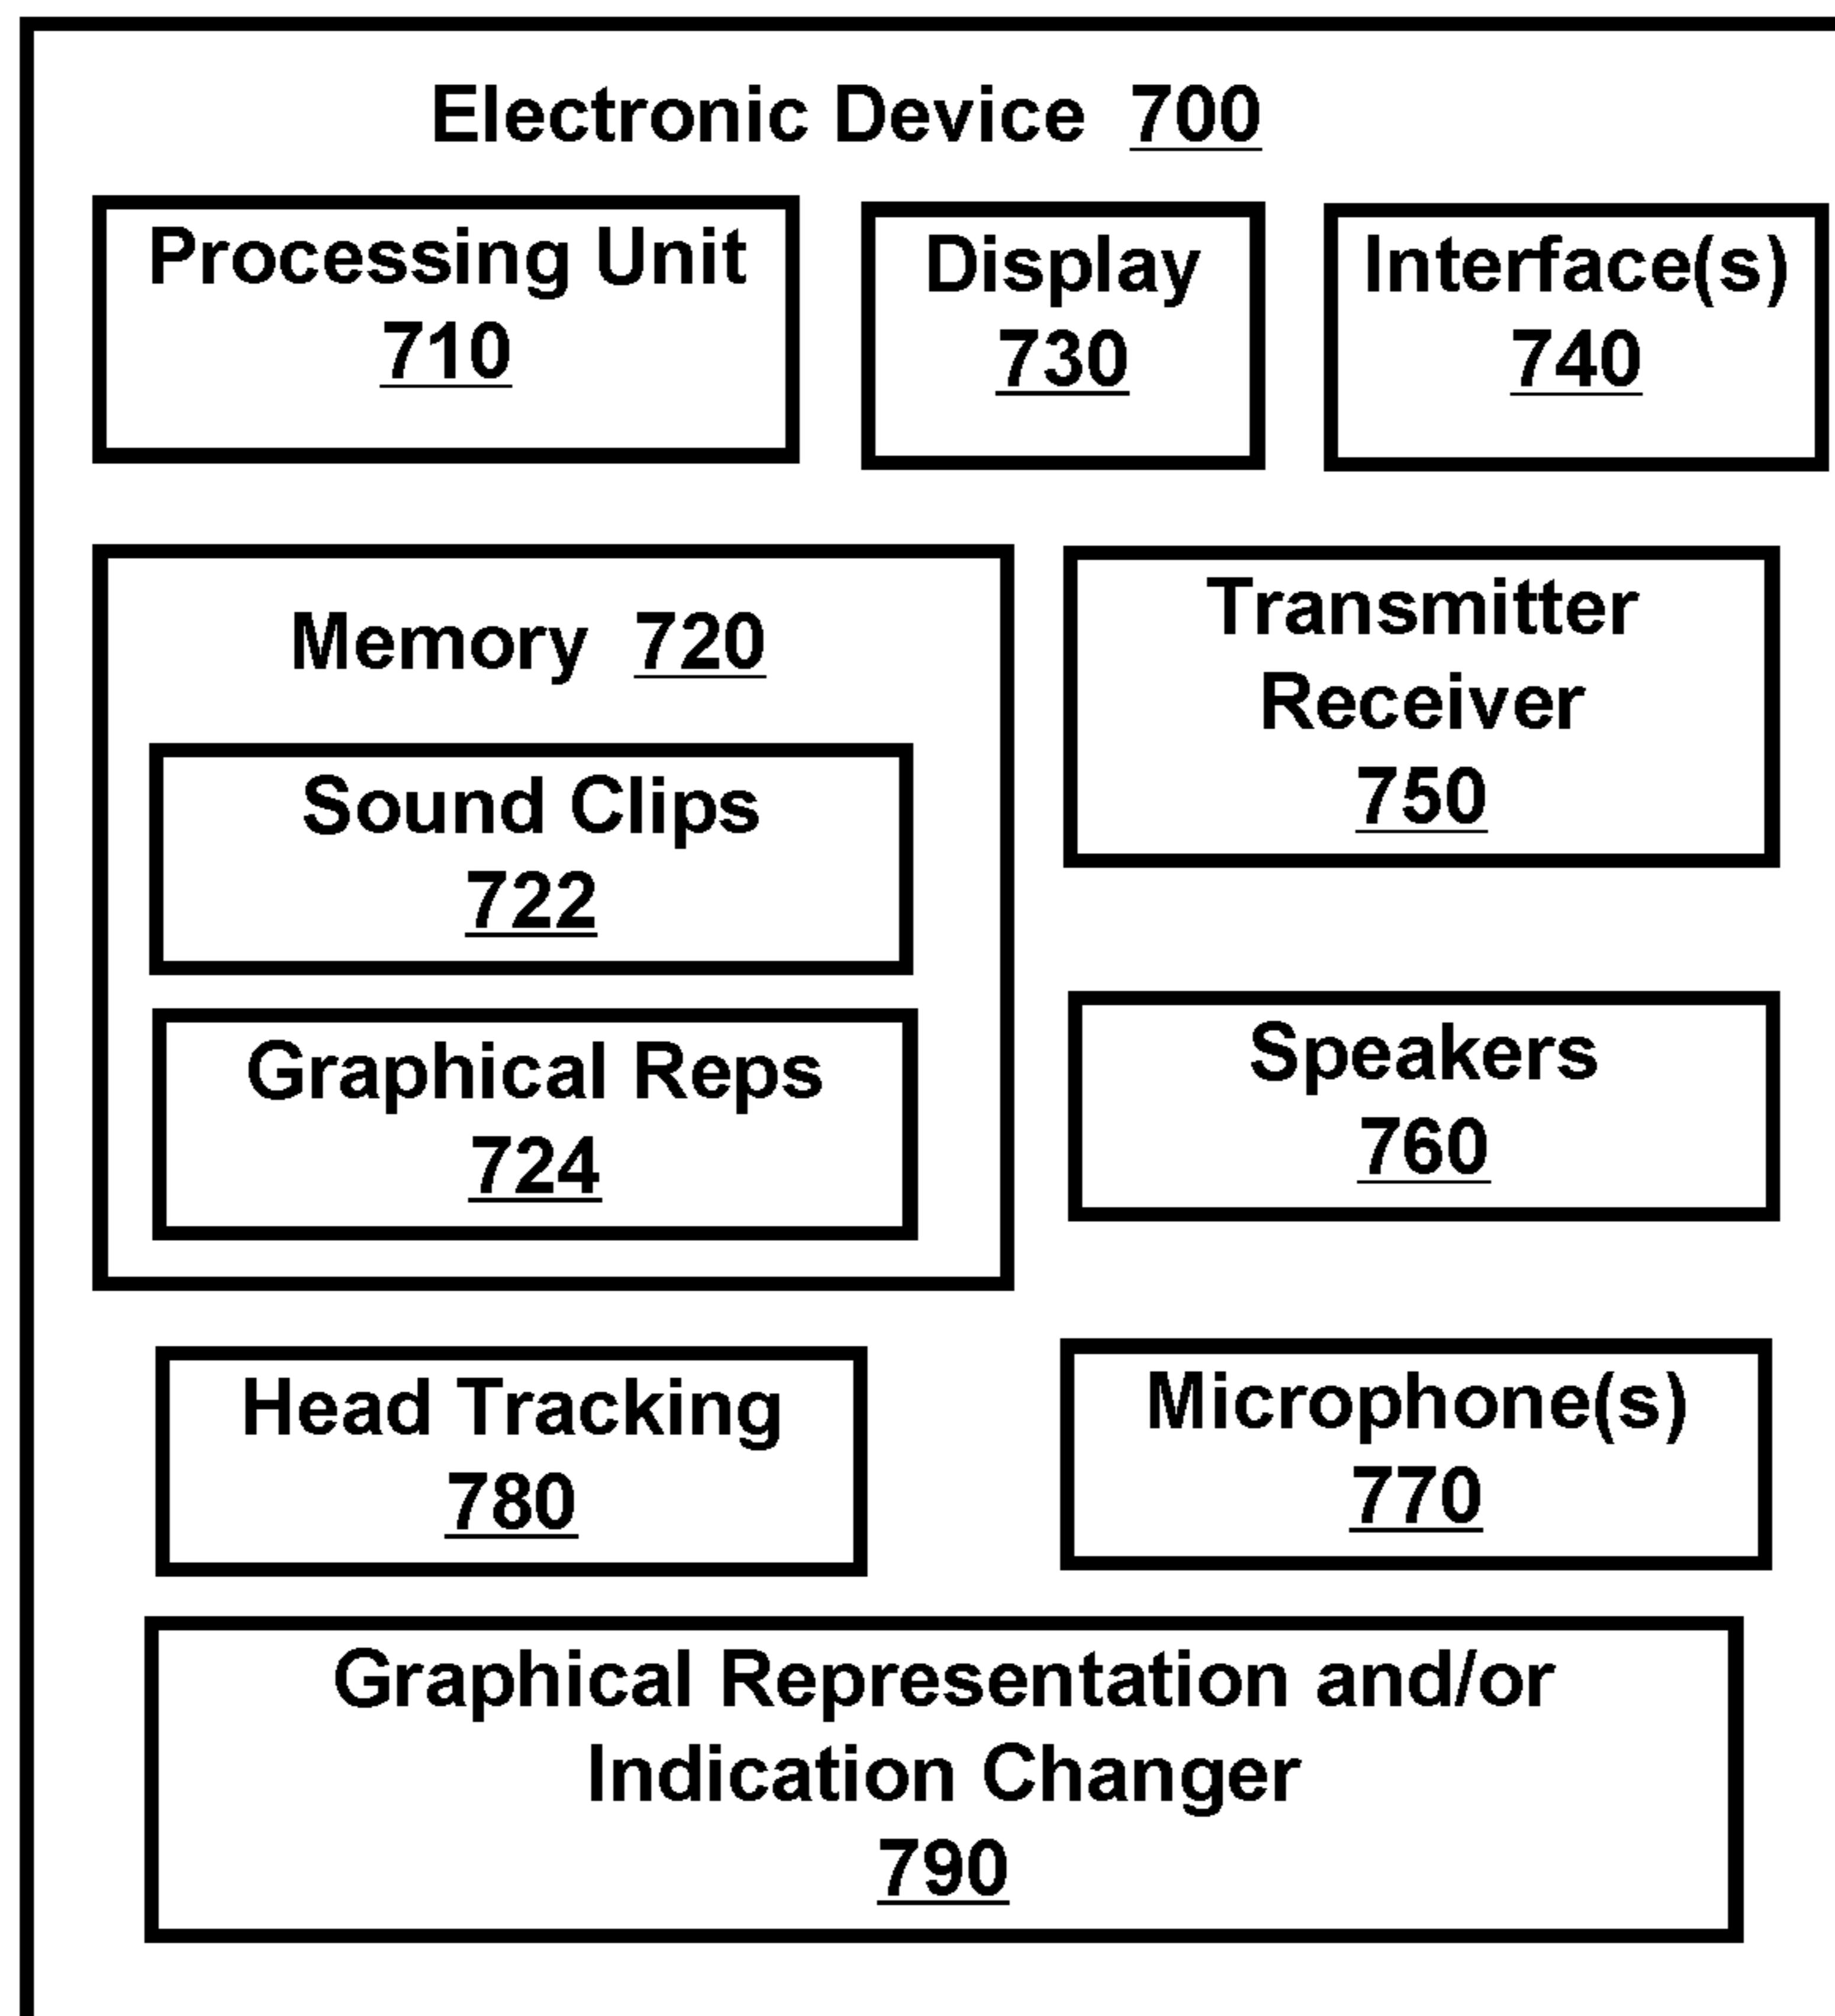 Electronic Device 700
Processing Unit
710
Display
730
Interface(s)
740
Memory 720
Sound Clips
722
Graphical Reps
724
Transmitter
Receiver
750
Speakers
760
Head Tracking
780
Microphone(s)
770
Graphical Representation and/or
Indication Changer
790